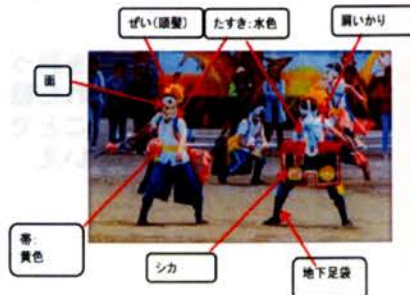 ぜい(頭髪)
たすき:水色
肩いかり
面
帯:
黄色
シカ
地下足袋